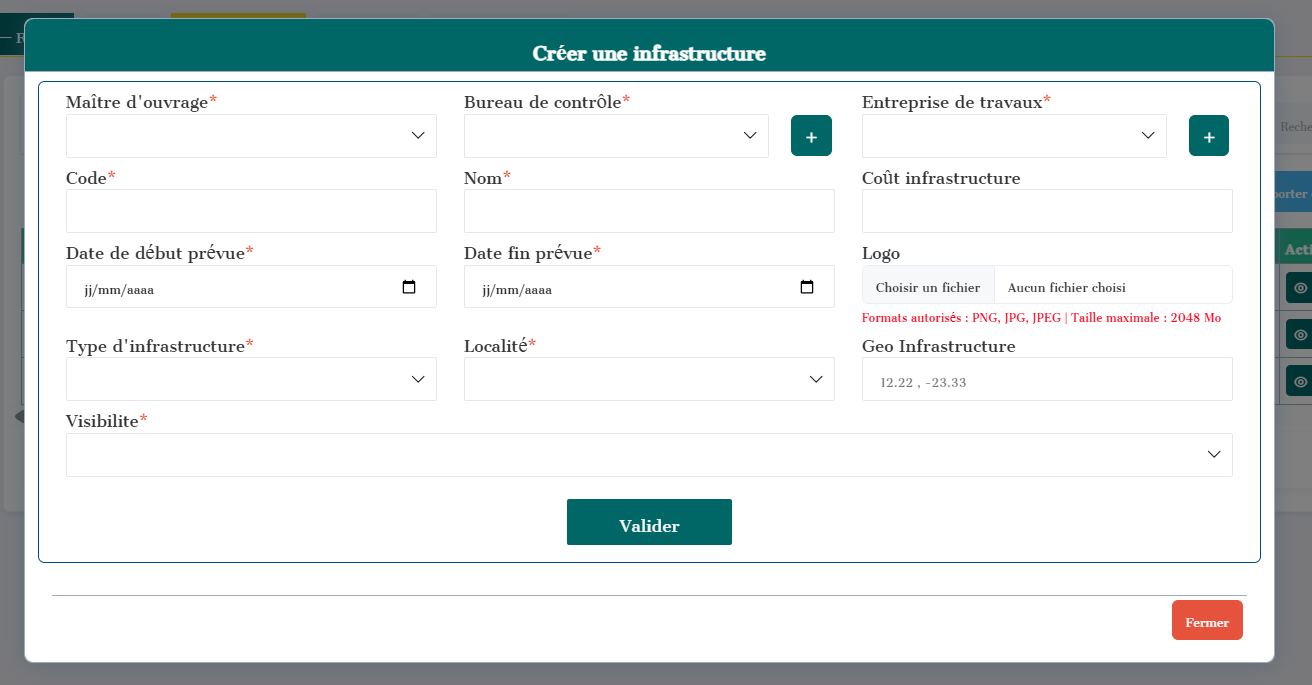 Créer une infrastructure
Maître d'ouvrage* Bureau de contrôle* Entreprise de travaux*
+ +
Code* Nom* Coût infrastructure
Date de début prévue* Date fin prévue* Logo
jj/mm/aaaa jj/mm/aaaa Choisir un fichier Aucun fichier choisi
Formats autorisés : PNG, JPG, JPEG | Taille maximale : 2048 Mo
Type d'infrastructure* Localité* Geo Infrastructure
12.22 , -23.33
Visibilite*
Valider
Fermer